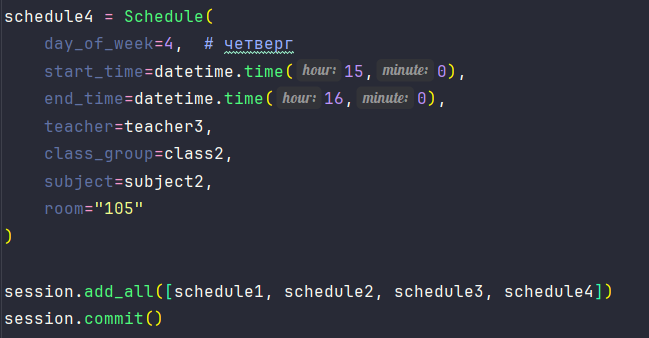 schedule4 = Schedule(
    day_of_week=4,  # четверг
    start_time=datetime.time( hour: 15, minute: 0),
    end_time=datetime.time( hour: 16, minute: 0),
    teacher=teacher3,
    class_group=class2,
    subject=subject2,
    room="105"
)
session.add_all([schedule1, schedule2, schedule3, schedule4])
session.commit()